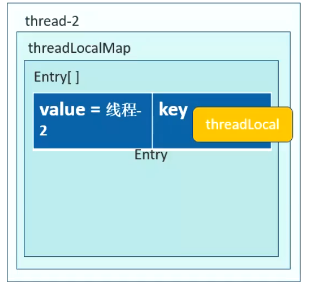 thread-2
threadLocalMap
Entry[ ]
value = 线程-
2
key
threadLocal
Entry